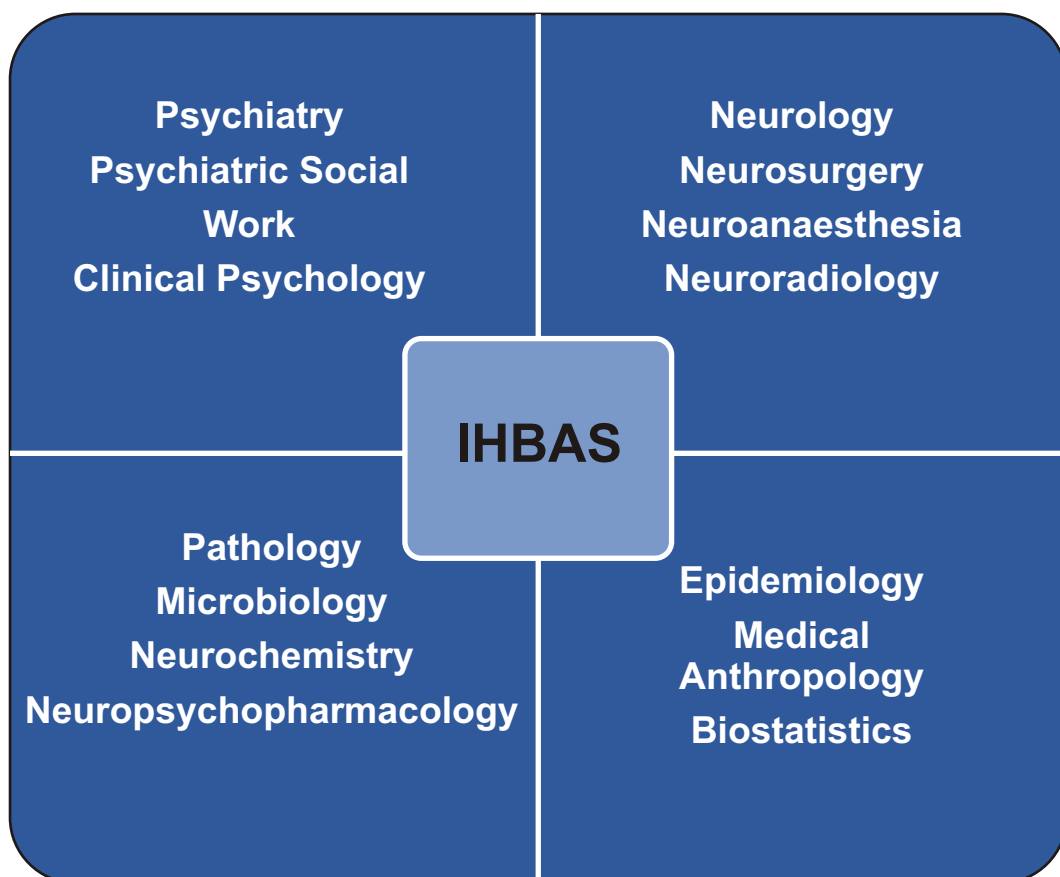 Psychiatry
Psychiatric Social
Work
Clinical Psychology
Neurology
Neurosurgery
Neuroanaesthesia
Neuroradiology
IHBAS
Pathology
Microbiology
Neurochemistry
Neuropsychopharmacology
Epidemiology
Medical
Anthropology
Biostatistics